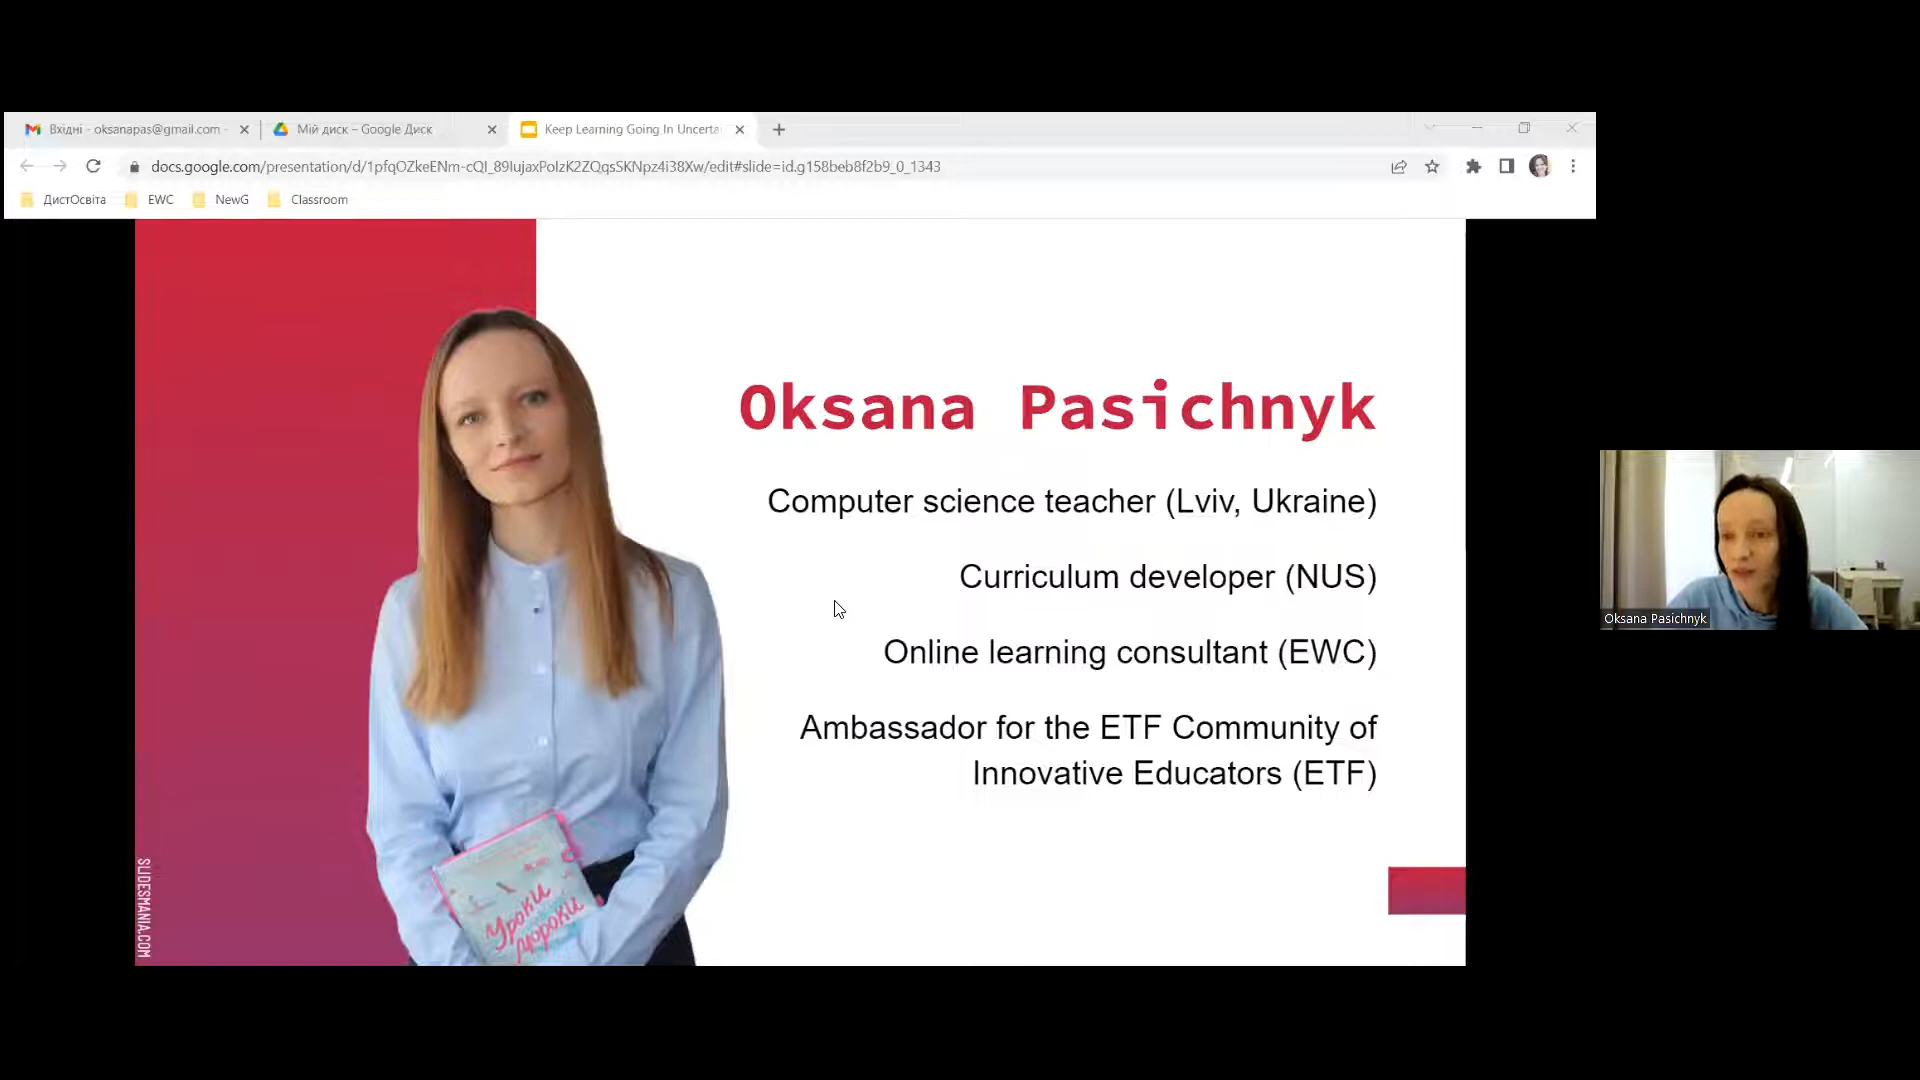 Вхідні - oksanapas@gmail.com -
Мій диск – Google Диск
Keep Learning Going In Uncerta
docs.google.com/presentation/d/1pfqOZkeENm-cQI_89IujaxPoIzK2ZQqsSKNpz4i38Xw/edit#slide=id.g158beb8f2b9_0_1343
ДистОсвіта
EWC
NewG
Classroom
Oksana Pasichnyk
Computer science teacher (Lviv, Ukraine)
Curriculum developer (NUS)
Online learning consultant (EWC)
Ambassador for the ETF Community of
Innovative Educators (ETF)
Уроки
мороки
SLIDESMANIA.COM
Oksana Pasichnyk